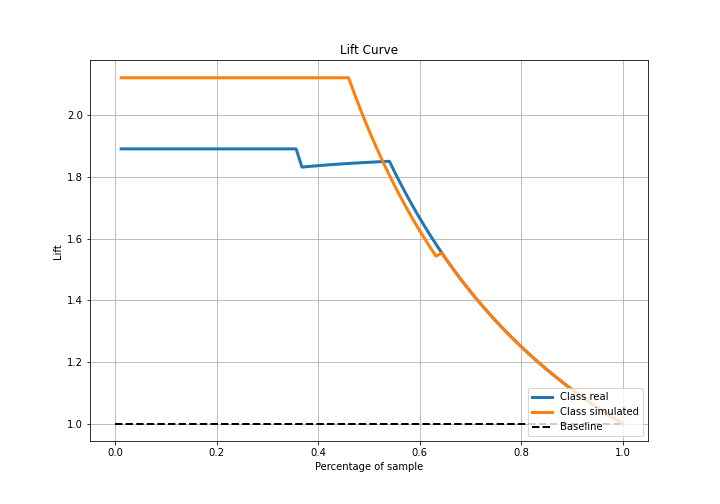 Lift Curve
Lift
2.0
1.8
1.6
1.4
1.2
1.0
0.0 0.2 0.4 0.6 0.8 1.0
Percentage of sample
Class real
Class simulated
Baseline